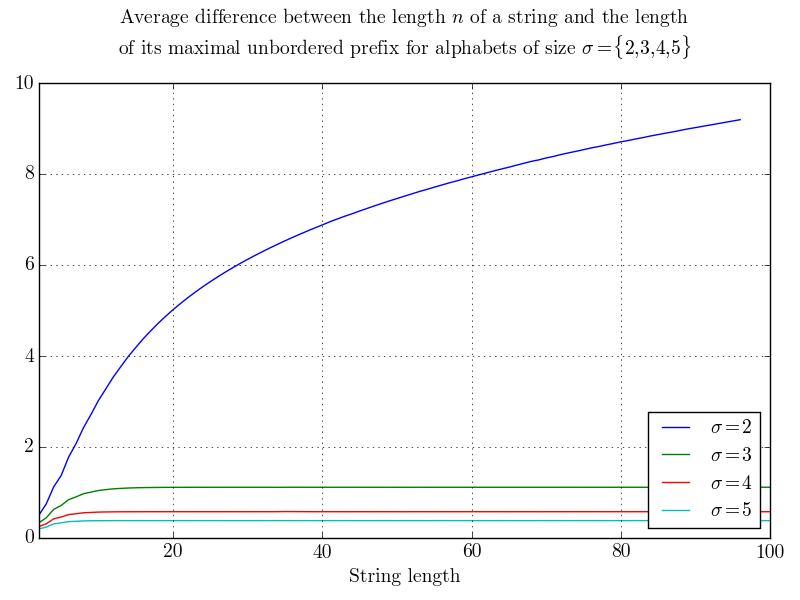 Average difference between the length n of a string and the length
of its maximal unbordered prefix for alphabets of size σ={2,3,4,5}
10
8
6
4
2
0
20
40
60
80
100
String length
σ=2
σ=3
σ=4
σ=5